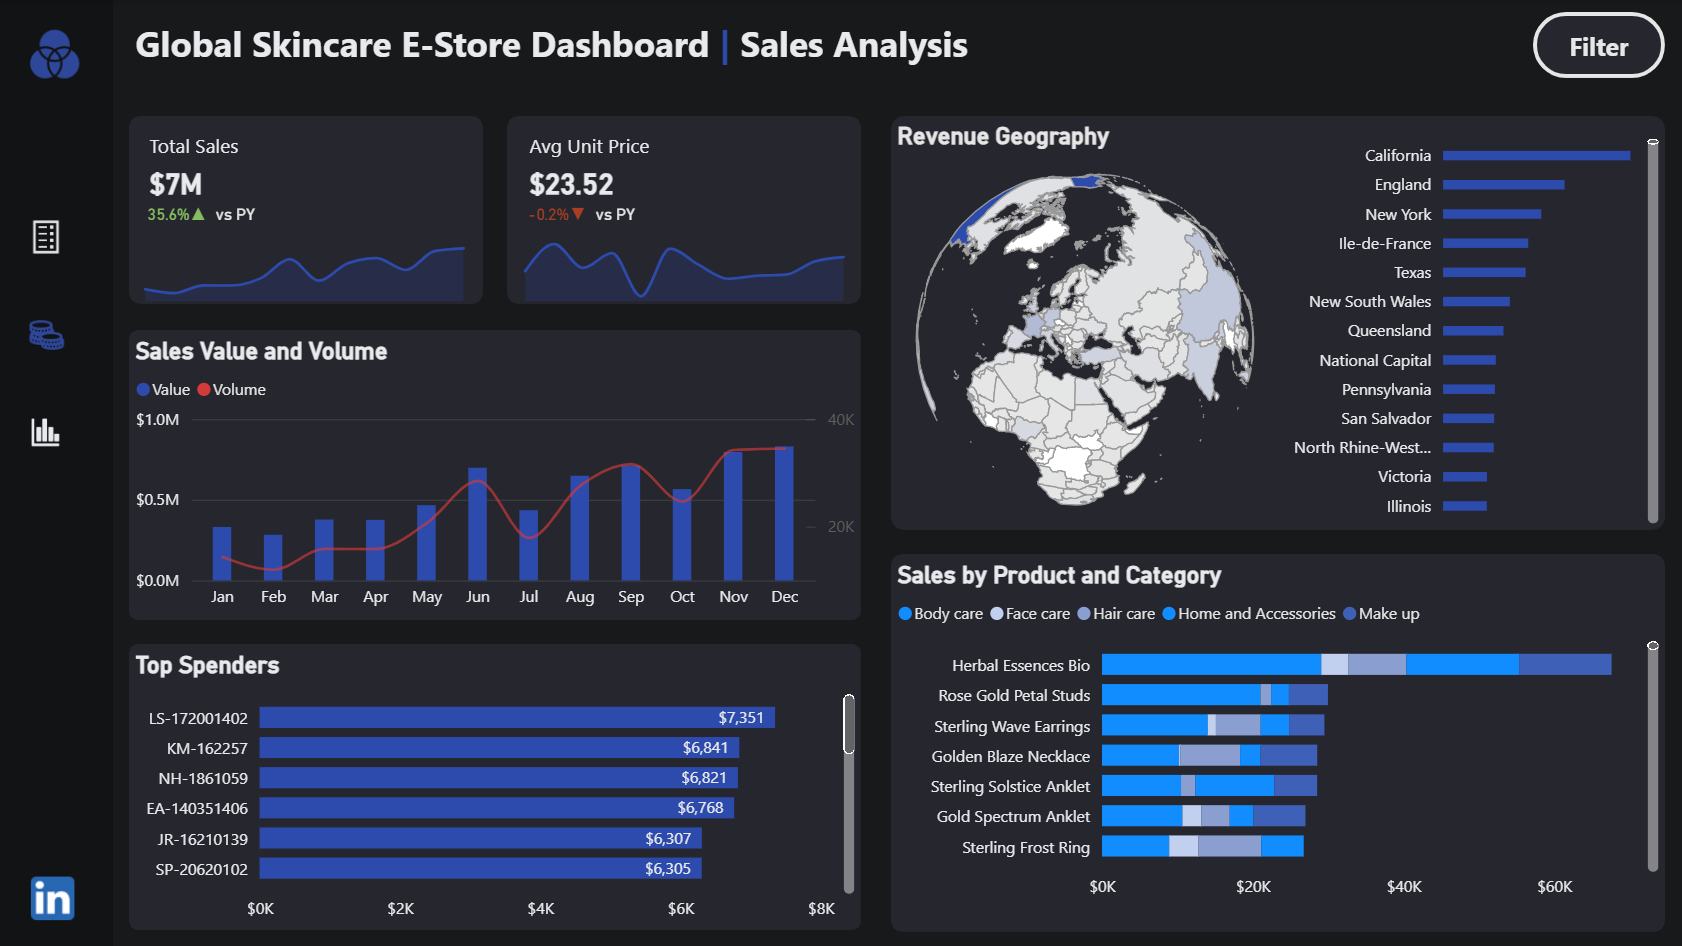 Global Skincare E-Store Dashboard | Sales Analysis
Filter
Total Sales
$7M
35.6%▲ vs PY
Avg Unit Price
$23.52
-0.2%▼ vs PY
Sales Value and Volume
Value Volume
$1.0M
$0.5M
$0.0M
40K
20K
Jan Feb Mar Apr May Jun Jul Aug Sep Oct Nov Dec
Top Spenders
LS-172001402 $7,351
KM-162257 $6,841
NH-1861059 $6,821
EA-140351406 $6,768
JR-16210139 $6,307
SP-20620102 $6,305
$0K $2K $4K $6K $8K
in
Revenue Geography
California
England
New York
Ile-de-France
Texas
New South Wales
Queensland
National Capital
Pennsylvania
San Salvador
North Rhine-West...
Victoria
Illinois
Sales by Product and Category
Body care Face care Hair care Home and Accessories Make up
Herbal Essences Bio
Rose Gold Petal Studs
Sterling Wave Earrings
Golden Blaze Necklace
Sterling Solstice Anklet
Gold Spectrum Anklet
Sterling Frost Ring
$0K $20K $40K $60K